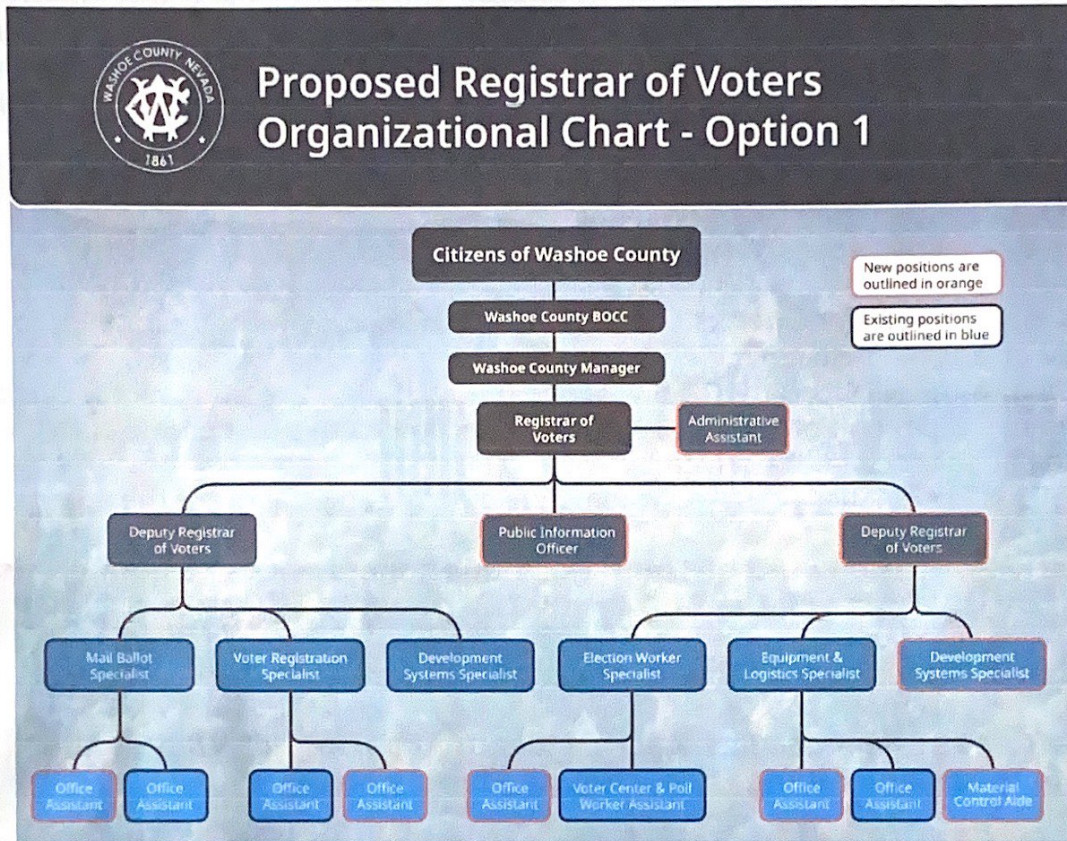 WASHOE COUNTY NEVADA
1861
Proposed Registrar of Voters
Organizational Chart - Option 1
Citizens of Washoe County
New positions are
outlined in orange
Washoe County BOCC
Existing positions
are outlined in blue
Washoe County Manager
Registrar of
Voters
Administrative
Assistant
Deputy Registrar
of Voters
Public Information
Officer
Deputy Registrar
of Voters
Mail Ballot
Specialist
Voter Registration
Specialist
Development
Systems Specialist
Election Worker
Specialist
Equipment &
Logistics Specialist
Development
Systems Specialist
Office
Assistant
Office
Assistant
Office
Assistant
Office
Assistant
Office
Assistant
Voter Center & Poll
Worker Assistant
Office
Assistant
Office
Assistant
Material
Control Aide